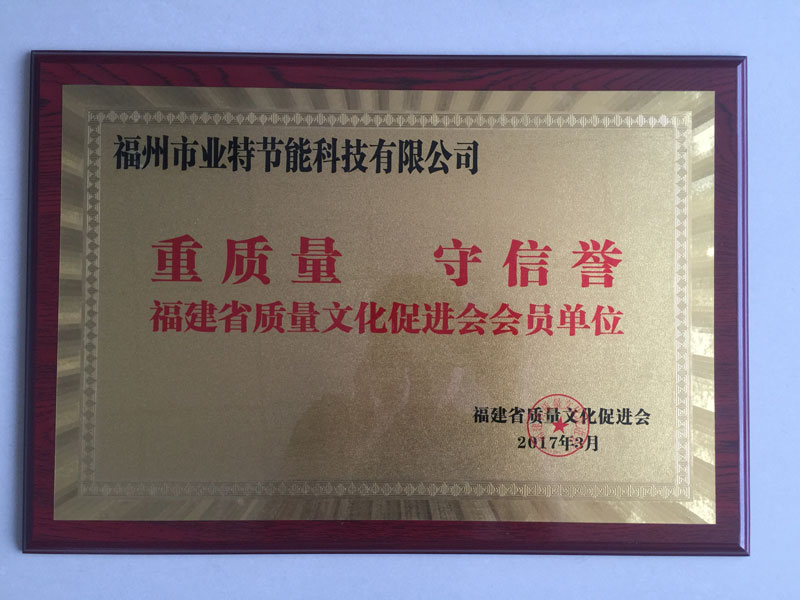 福州市业特节能科技有限公司
重质量 守信誉
福建省质量文化促进会会员单位
福建省质量文化促进会
2017年3月